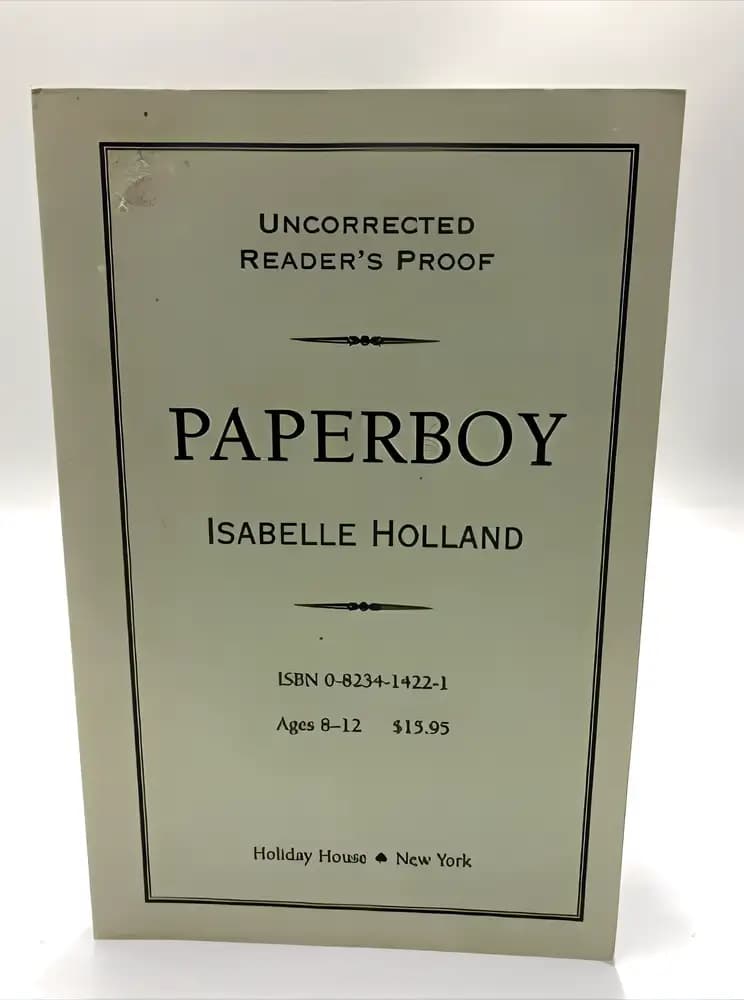 UNCORRECTED
READER'S PROOF
PAPERBOY
ISABELLE HOLLAND
ISBN 0-8234-1422-1
Ages 8–12 $15.95
Holiday House ♠ New York